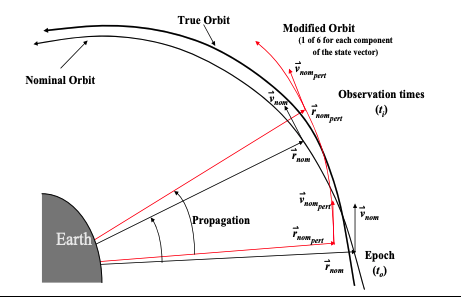 True Orbit
Modified Orbit
(1 of 6 for each component
of the state vector)
Nominal Orbit
v nom pert
Observation times
(tᵢ)
v nom
r nom pert
r nom
v nom pert
v nom
Propagation
Earth
r nom pert
Epoch
r nom
(tₒ)